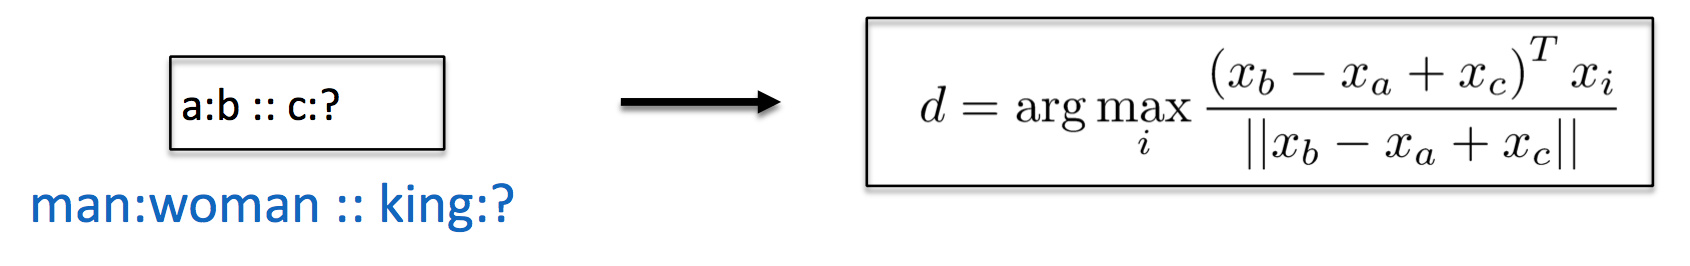 a:b :: c:?
man:woman :: king:?
d = arg max_i (x_b − x_a + x_c)^T x_i / ||x_b − x_a + x_c||